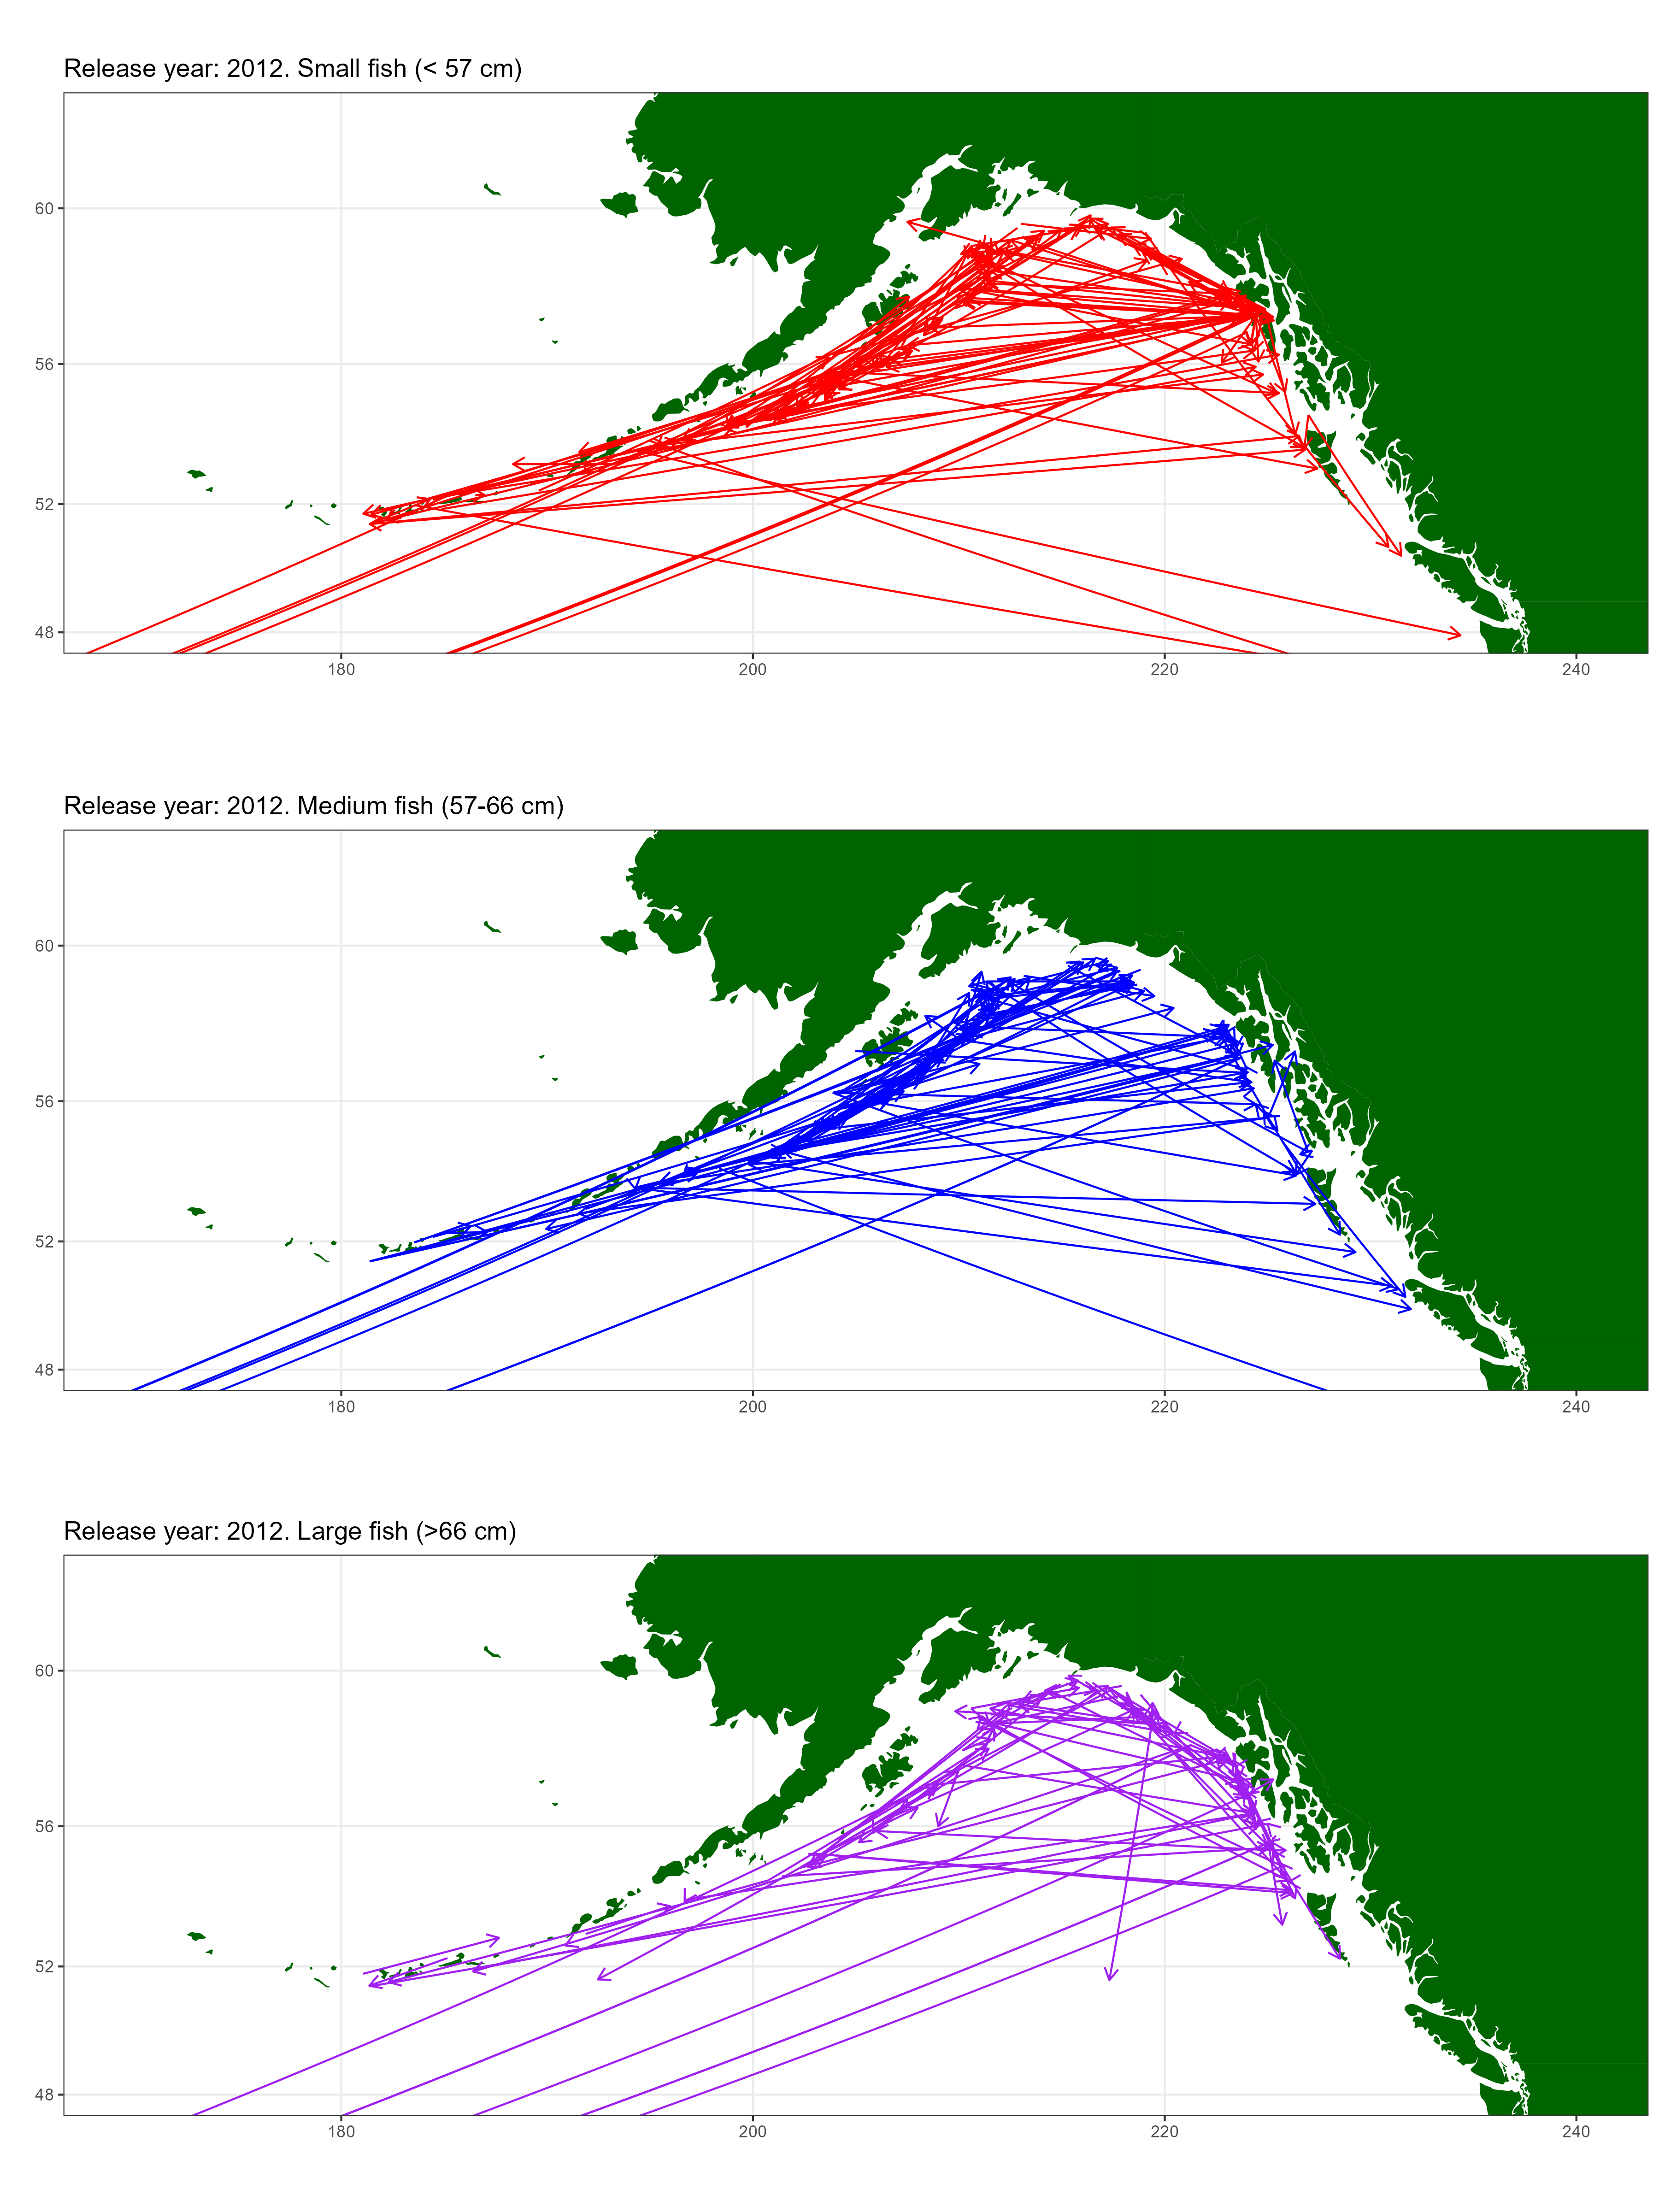 Release year: 2012. Small fish (< 57 cm)
60
56
52
48
180 200 220 240
Release year: 2012. Medium fish (57-66 cm)
60
56
52
48
180 200 220 240
Release year: 2012. Large fish (>66 cm)
60
56
52
48
180 200 220 240